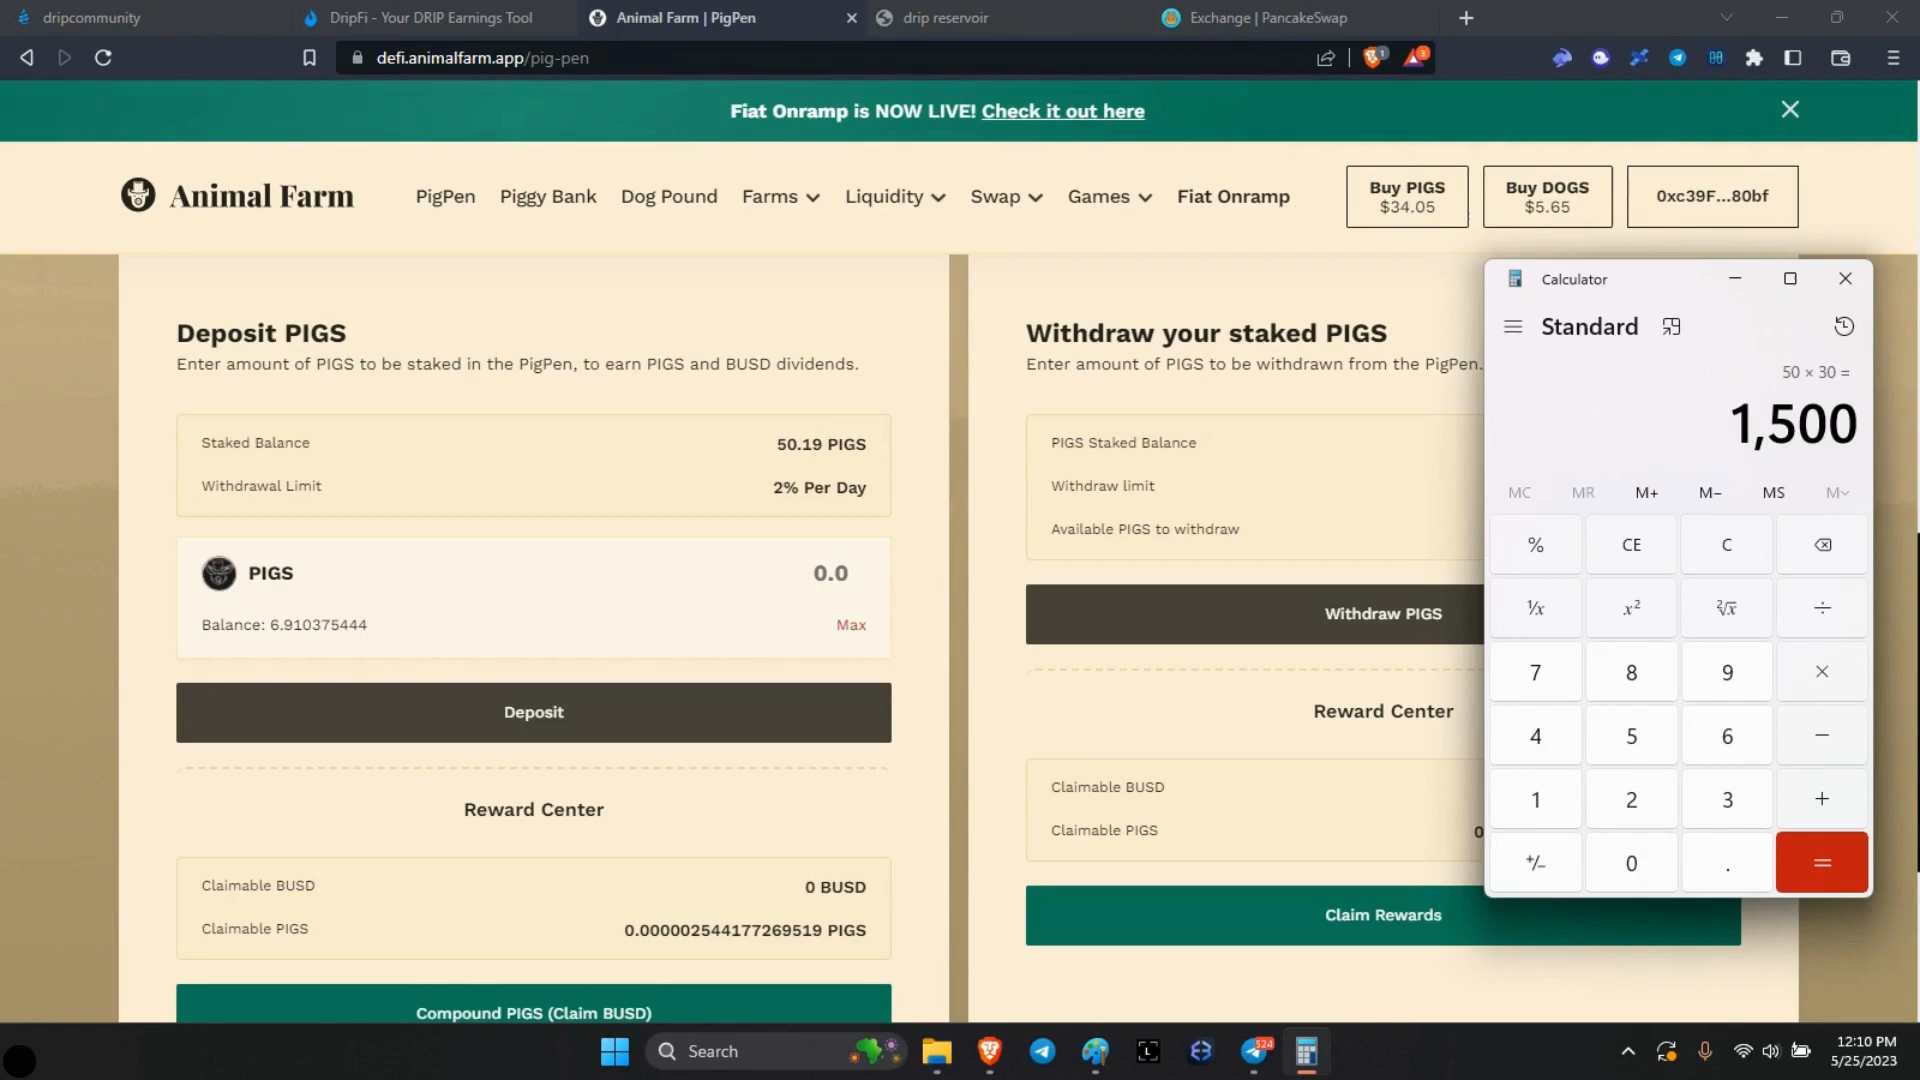 dripcommunity
DripFi - Your DRIP Earnings Tool
Animal Farm | PigPen
drip reservoir
Exchange | PancakeSwap
defi.animalfarm.app/pig-pen
1
3
Fiat Onramp is NOW LIVE! Check it out here
Animal Farm
PigPen
Piggy Bank
Dog Pound
Farms
Liquidity
Swap
Games
Fiat Onramp
Buy PIGS
$34.05
Buy DOGS
$5.65
0xc39F...80bf
Deposit PIGS
Enter amount of PIGS to be staked in the PigPen, to earn PIGS and BUSD dividends.
Staked Balance
50.19 PIGS
Withdrawal Limit
2% Per Day
PIGS
0.0
Balance: 6.910375444
Max
Deposit
Reward Center
Claimable BUSD
0 BUSD
Claimable PIGS
0.000002544177269519 PIGS
Compound PIGS (Claim BUSD)
Withdraw your staked PIGS
Enter amount of PIGS to be withdrawn from the PigPen.
PIGS Staked Balance
Withdraw limit
Available PIGS to withdraw
Withdraw PIGS
Reward Center
Claimable BUSD
Claimable PIGS
0
Claim Rewards
Calculator
Standard
50 × 30 =
1,500
MC MR M+ M− MS M
% CE C
1/x x² ²√x ÷
7 8 9 ×
4 5 6 −
1 2 3 +
+/− 0 . =
Search
L
524
12:10 PM
5/25/2023